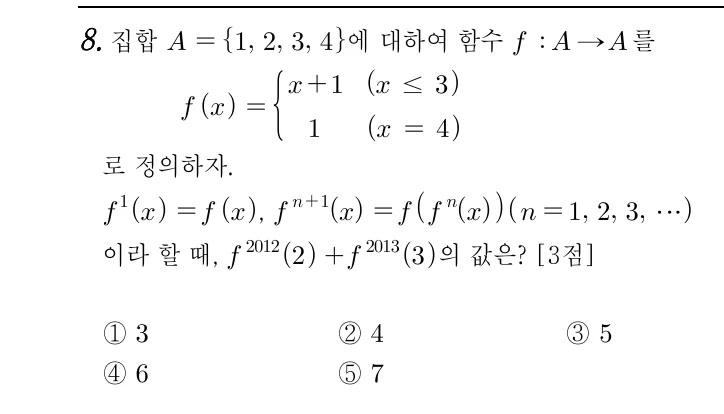 8. 집합 A = {1, 2, 3, 4}에 대하여 함수 f : A → A를
f(x) = { x+1 (x ≤ 3)
1 (x = 4)
로 정의하자.
f¹(x) = f(x), fⁿ⁺¹(x) = f(fⁿ(x))(n = 1, 2, 3, ⋯)
이라 할 때, f²⁰¹²(2) + f²⁰¹³(3)의 값은? [3점]
① 3 ② 4 ③ 5
④ 6 ⑤ 7